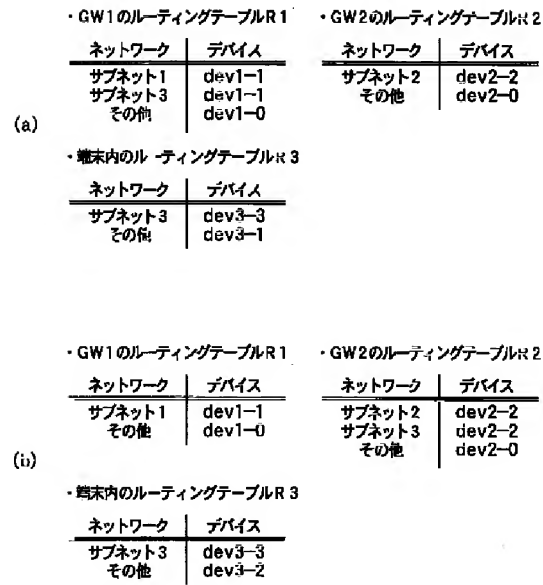 ・GW1のルーティングテーブルR1
ネットワーク デバイス
サブネット1 dev1-1
サブネット3 dev1-1
その他 dev1-0
・GW2のルーティングテーブルR2
ネットワーク デバイス
サブネット2 dev2-2
その他 dev2-0
(a)
・端末内のルーティングテーブルR3
ネットワーク デバイス
サブネット3 dev3-3
その他 dev3-1
・GW1のルーティングテーブルR1
ネットワーク デバイス
サブネット1 dev1-1
その他 dev1-0
・GW2のルーティングテーブルR2
ネットワーク デバイス
サブネット2 dev2-2
サブネット3 dev2-2
その他 dev2-0
(b)
・端末内のルーティングテーブルR3
ネットワーク デバイス
サブネット3 dev3-3
その他 dev3-2